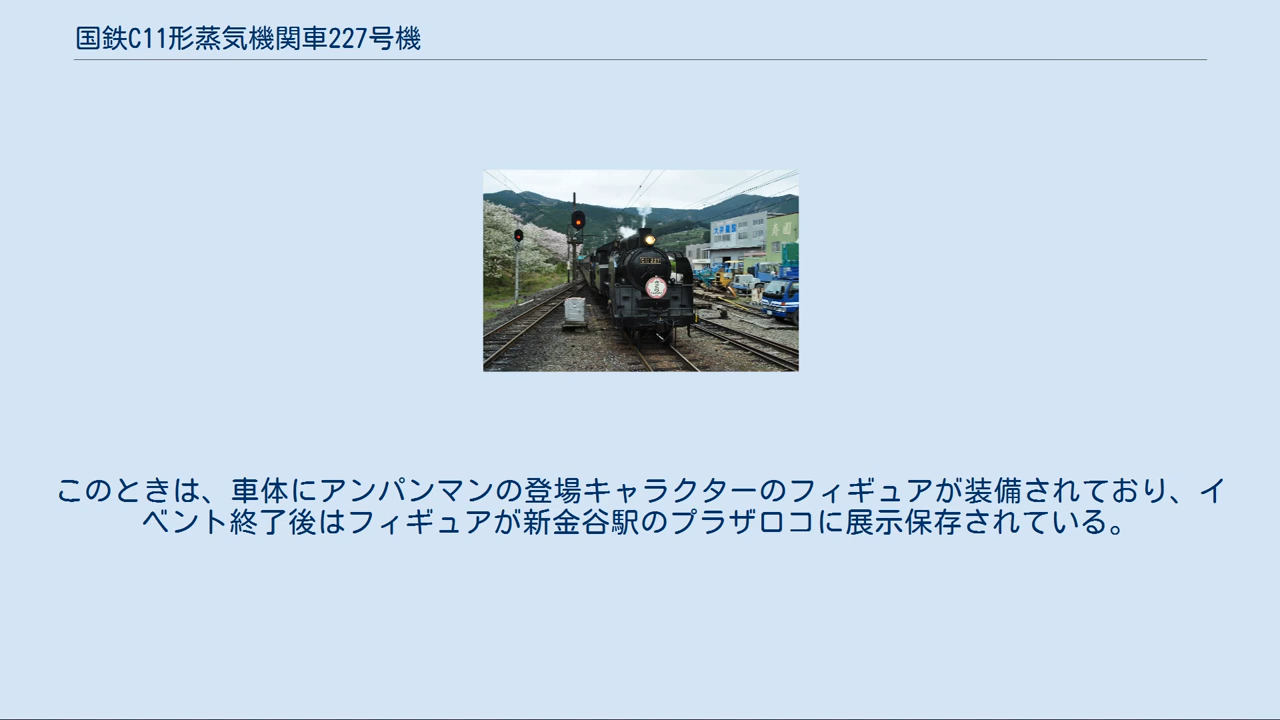 国鉄C11形蒸気機関車227号機
このときは、車体にアンパンマンの登場キャラクターのフィギュアが装備されており、イ
ベント終了後はフィギュアが新金谷駅のプラザロコに展示保存されている。